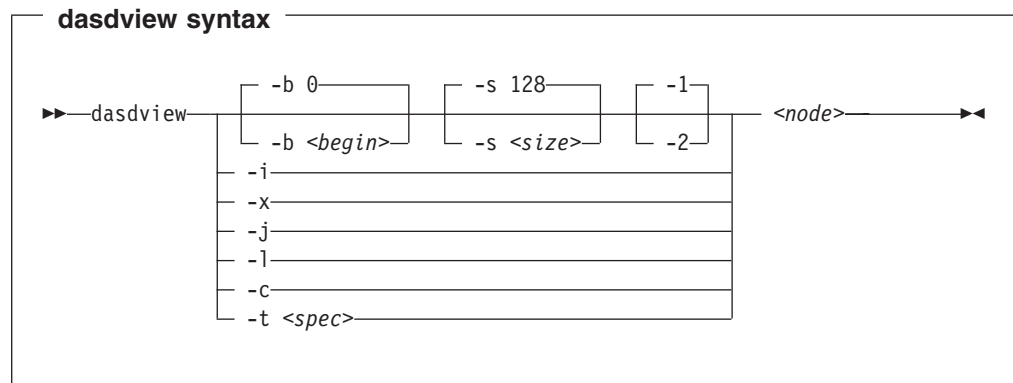 dasdview syntax
-b 0 -s 128 -1
dasdview <node>
-b <begin> -s <size> -2
-i
-x
-j
-l
-c
-t <spec>